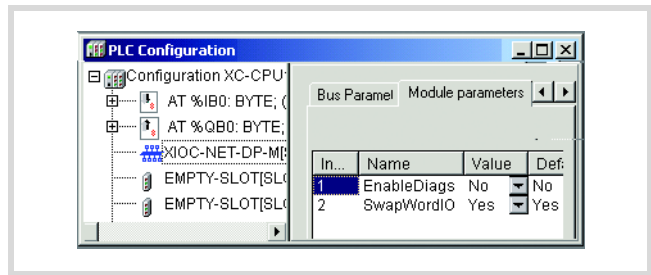 PLC Configuration
Configuration XC-CPU
AT %IB0: BYTE; (
AT %QB0: BYTE;
XIOC-NET-DP-M[
EMPTY-SLOT[SL
EMPTY-SLOT[SL
Bus Paramel Module parameters
In... Name Value Def
1 EnableDiags No No
2 SwapWordIO Yes Yes